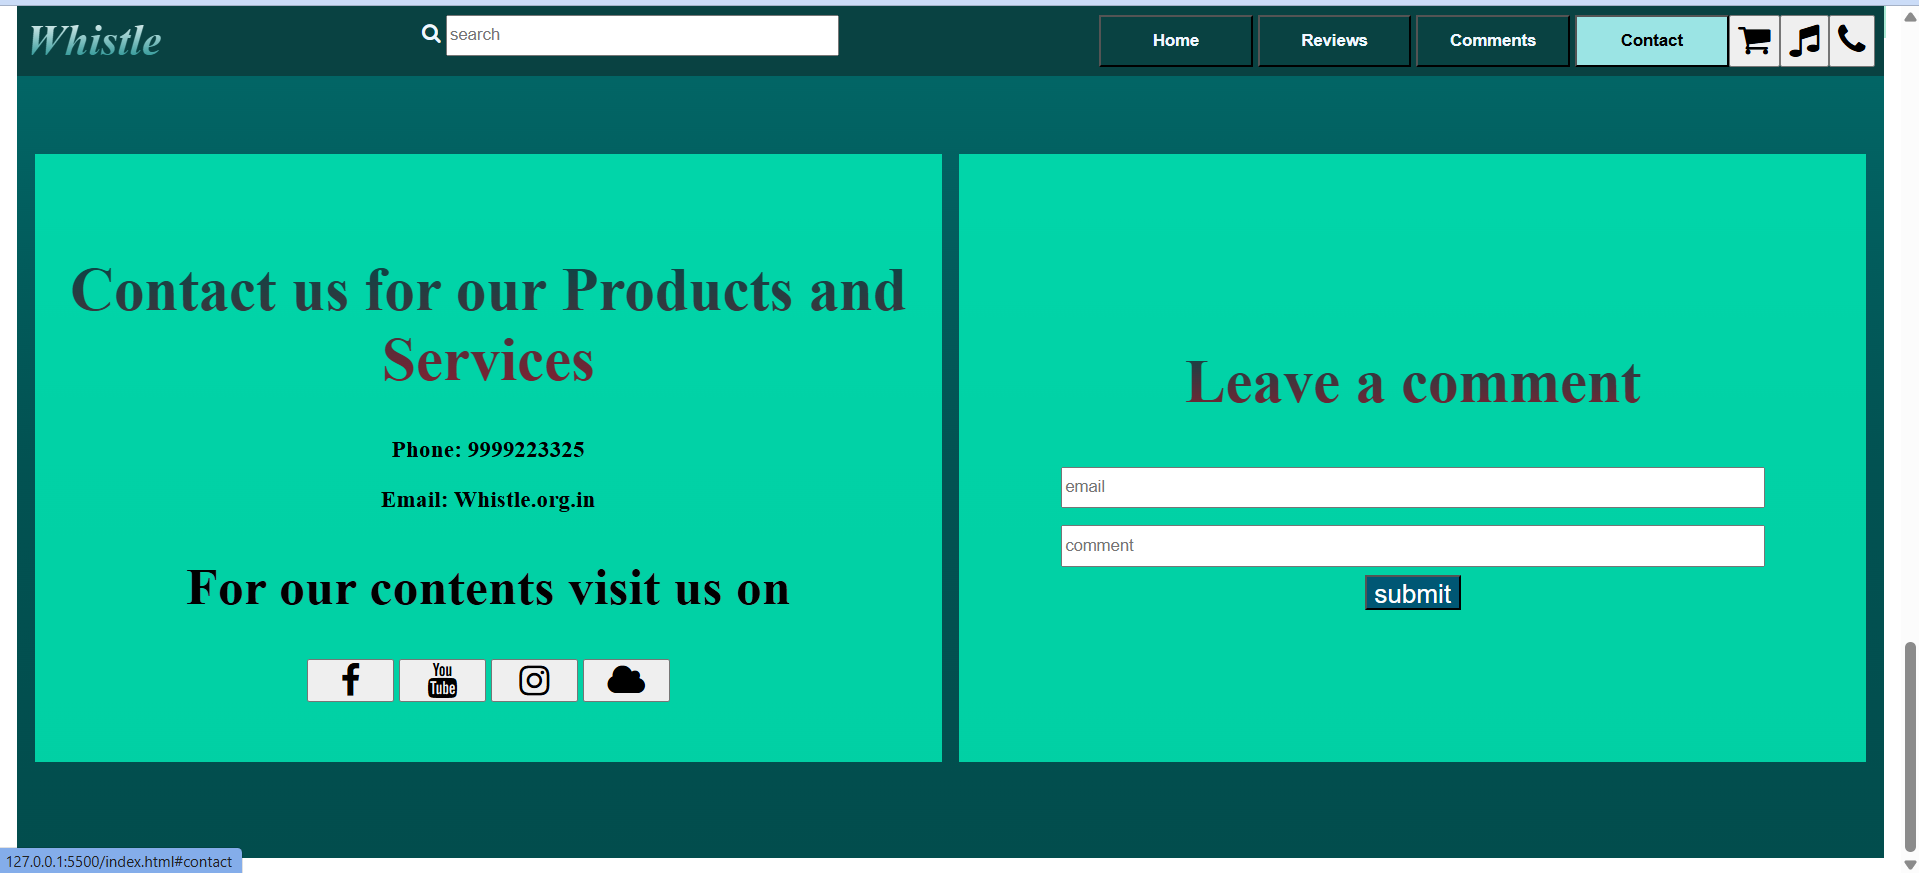 Whistle
search
Home
Reviews
Comments
Contact
Contact us for our Products and
Services
Phone: 9999223325
Email: Whistle.org.in
For our contents visit us on
You
Tube
Leave a comment
email
comment
submit
127.0.0.1:5500/index.html#contact